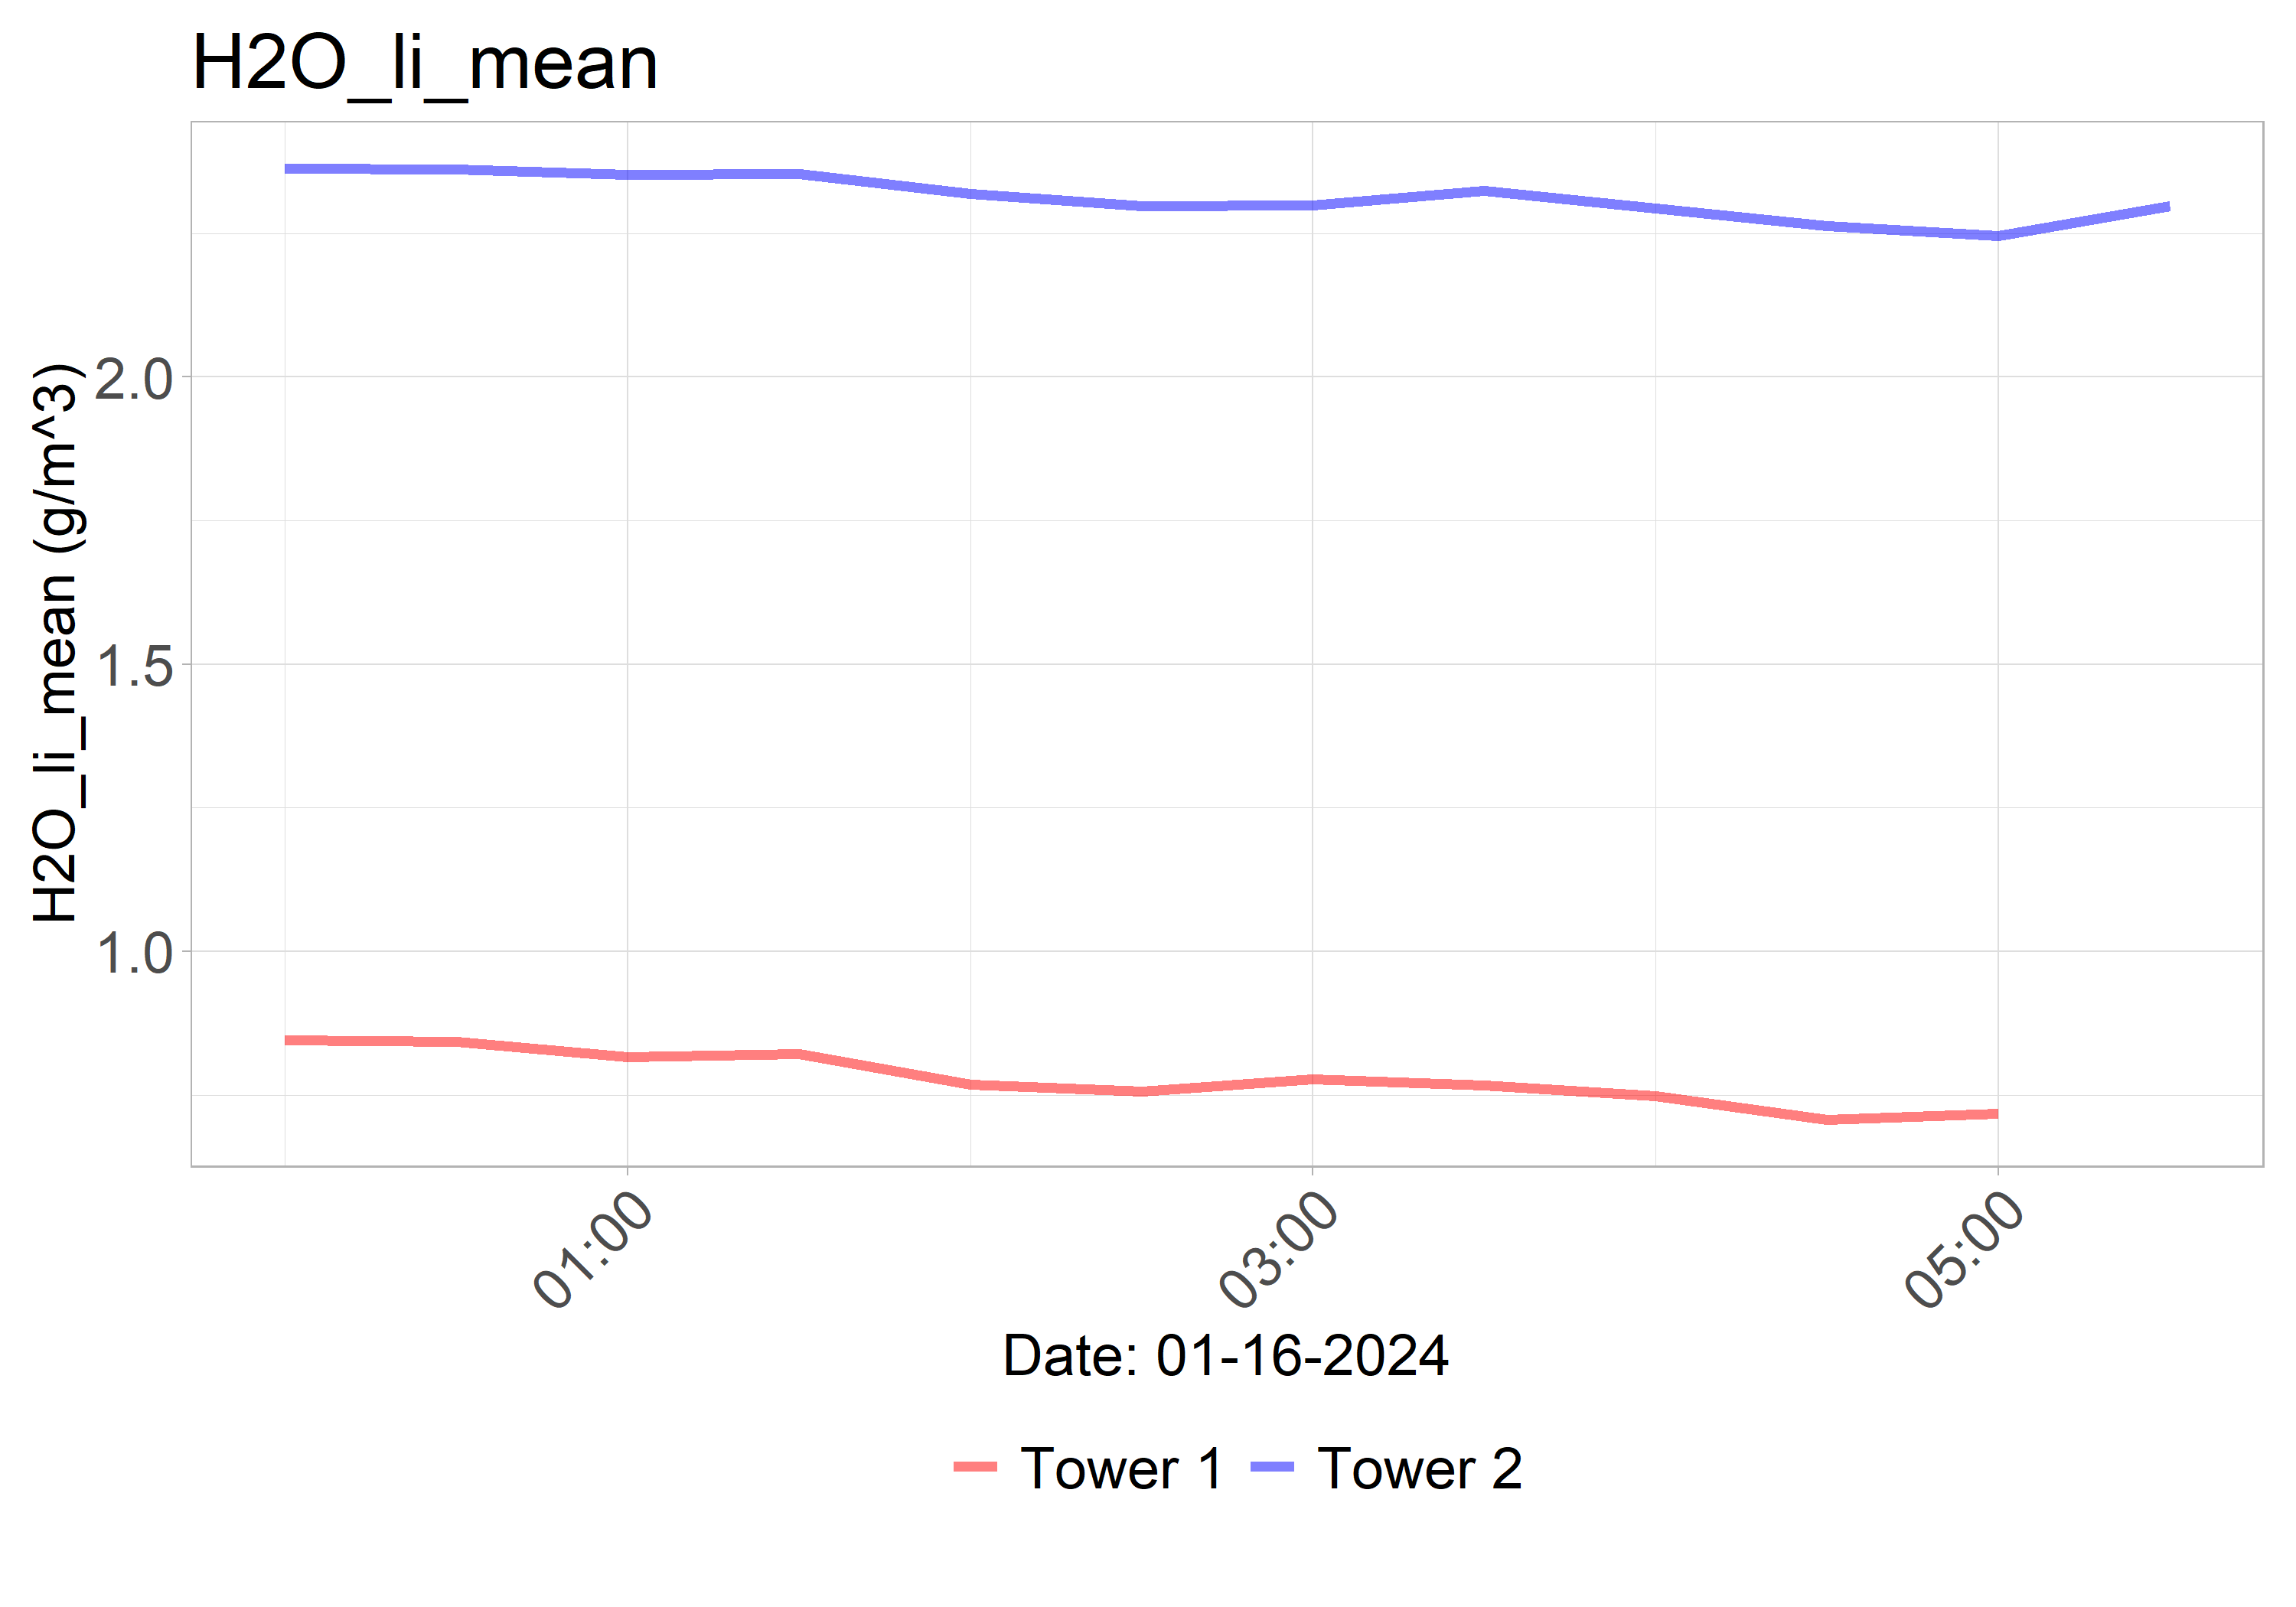 H2O_li_mean
H2O_li_mean (g/m^3)
2.0
1.5
1.0
01:00
03:00
05:00
Date: 01-16-2024
Tower 1
Tower 2